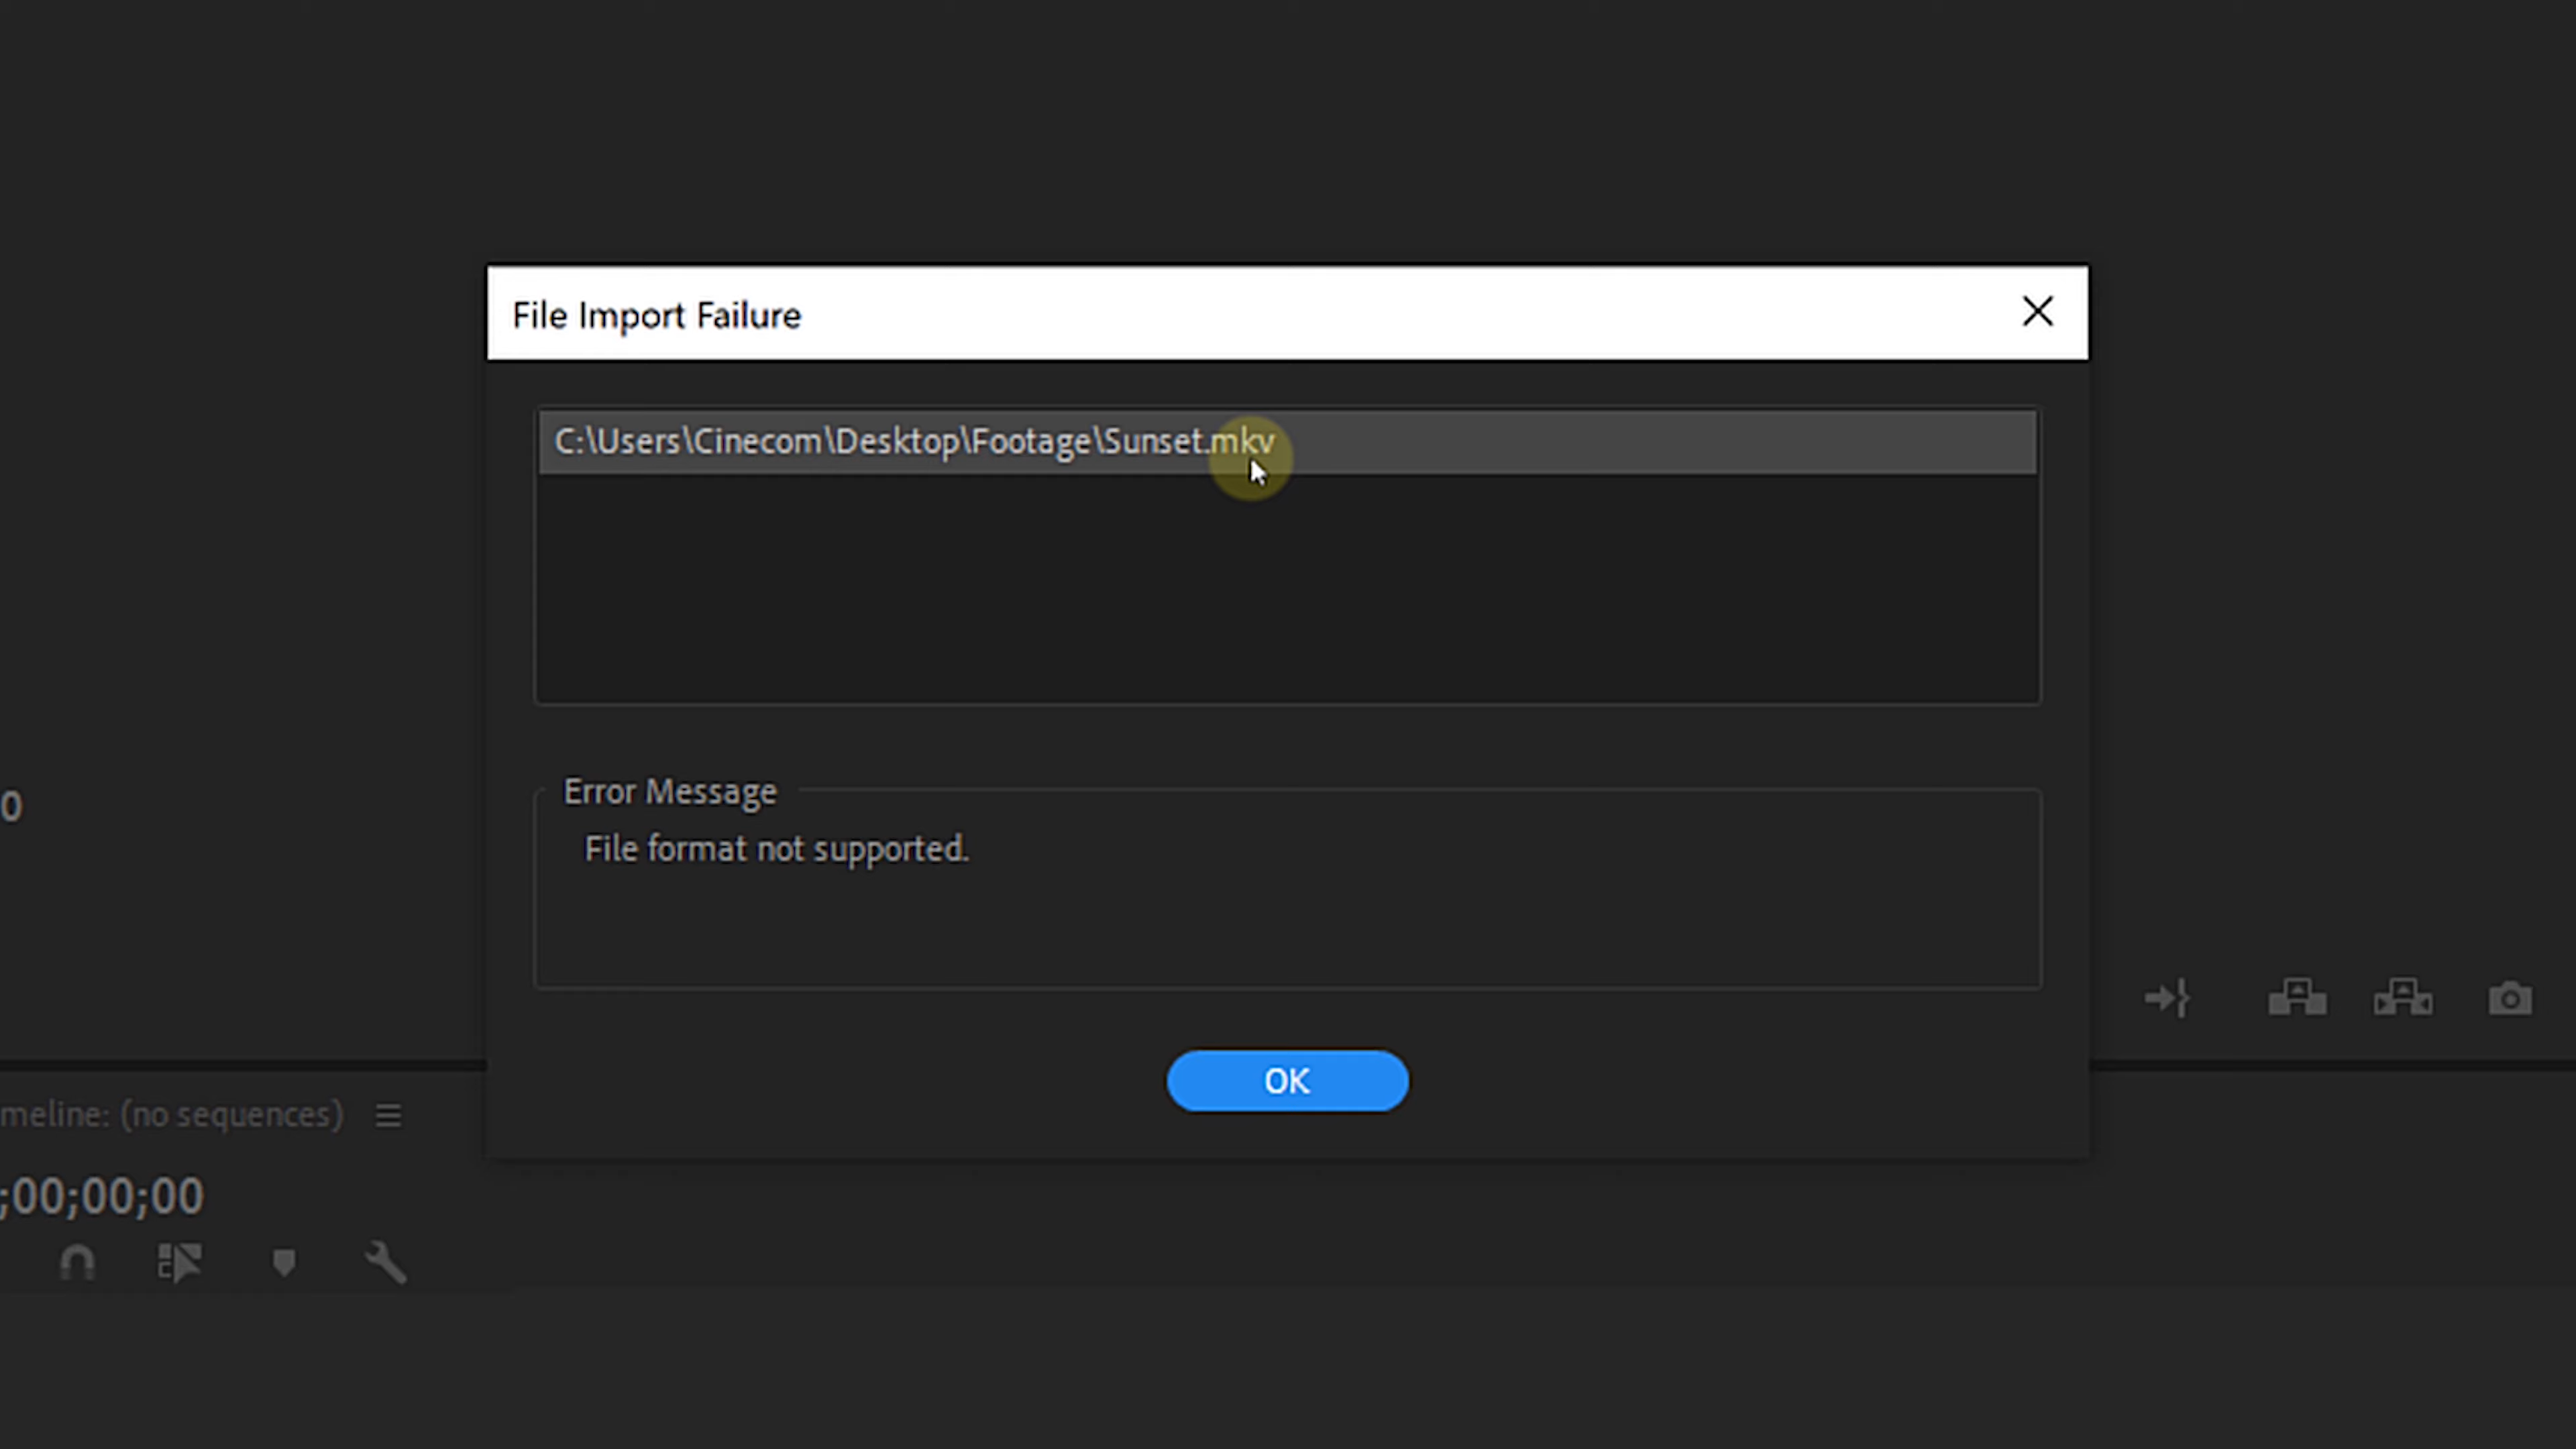 File Import Failure
C:\Users\Cinecom\Desktop\Footage\Sunset.mkv
0
Error Message
File format not supported.
OK
meline: (no sequences)
;00;00;00